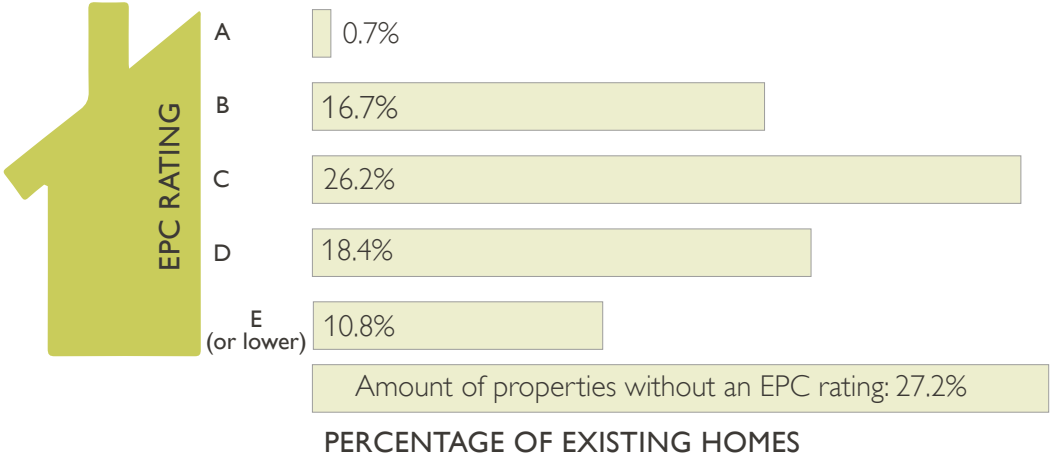 EPC RATING
A
0.7%
B
16.7%
C
26.2%
D
18.4%
E
(or lower)
10.8%
Amount of properties without an EPC rating: 27.2%
PERCENTAGE OF EXISTING HOMES